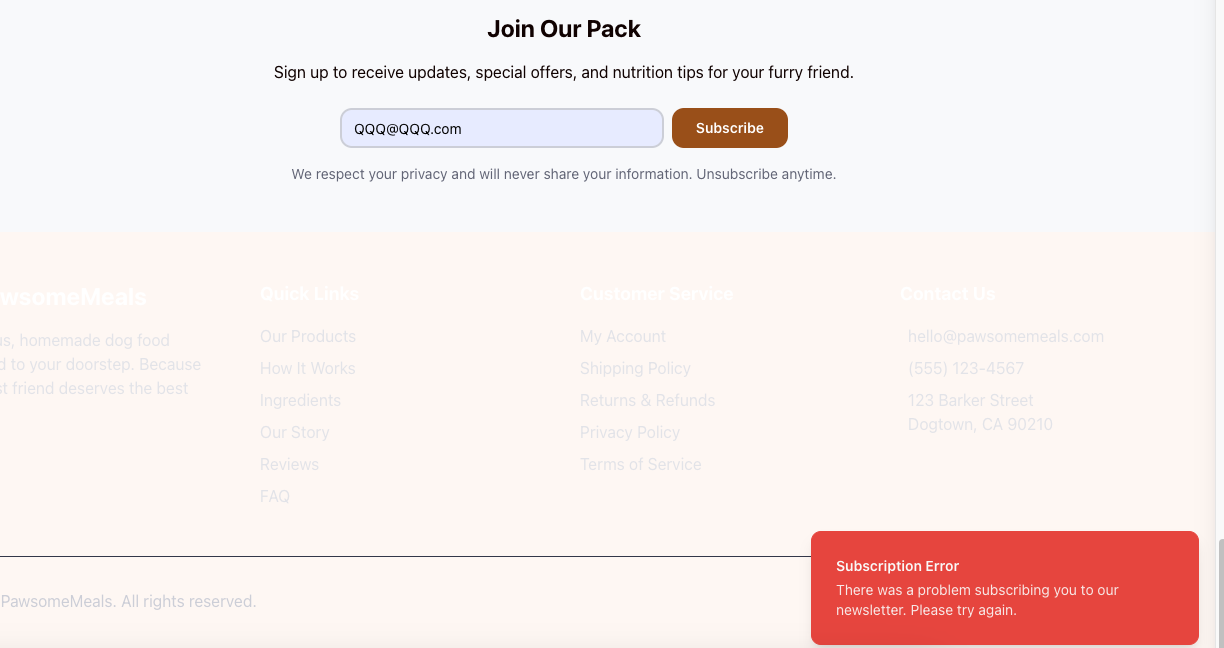 Join Our Pack
Sign up to receive updates, special offers, and nutrition tips for your furry friend.
QQQ@QQQ.com
Subscribe
We respect your privacy and will never share your information. Unsubscribe anytime.
wsomeMeals
s, homemade dog food
d to your doorstep. Because
st friend deserves the best
Quick Links
Our Products
How It Works
Ingredients
Our Story
Reviews
FAQ
Customer Service
My Account
Shipping Policy
Returns & Refunds
Privacy Policy
Terms of Service
Contact Us
hello@pawsomemeals.com
(555) 123-4567
123 Barker Street
Dogtown, CA 90210
PawsomeMeals. All rights reserved.
Subscription Error
There was a problem subscribing you to our
newsletter. Please try again.